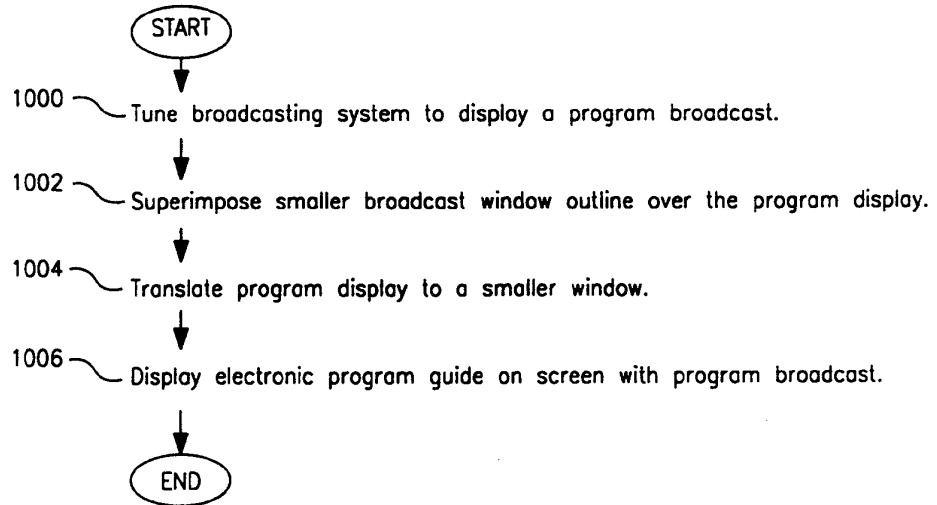 START
1000 Tune broadcasting system to display a program broadcast.
1002 Superimpose smaller broadcast window outline over the program display.
1004 Translate program display to a smaller window.
1006 Display electronic program guide on screen with program broadcast.
END